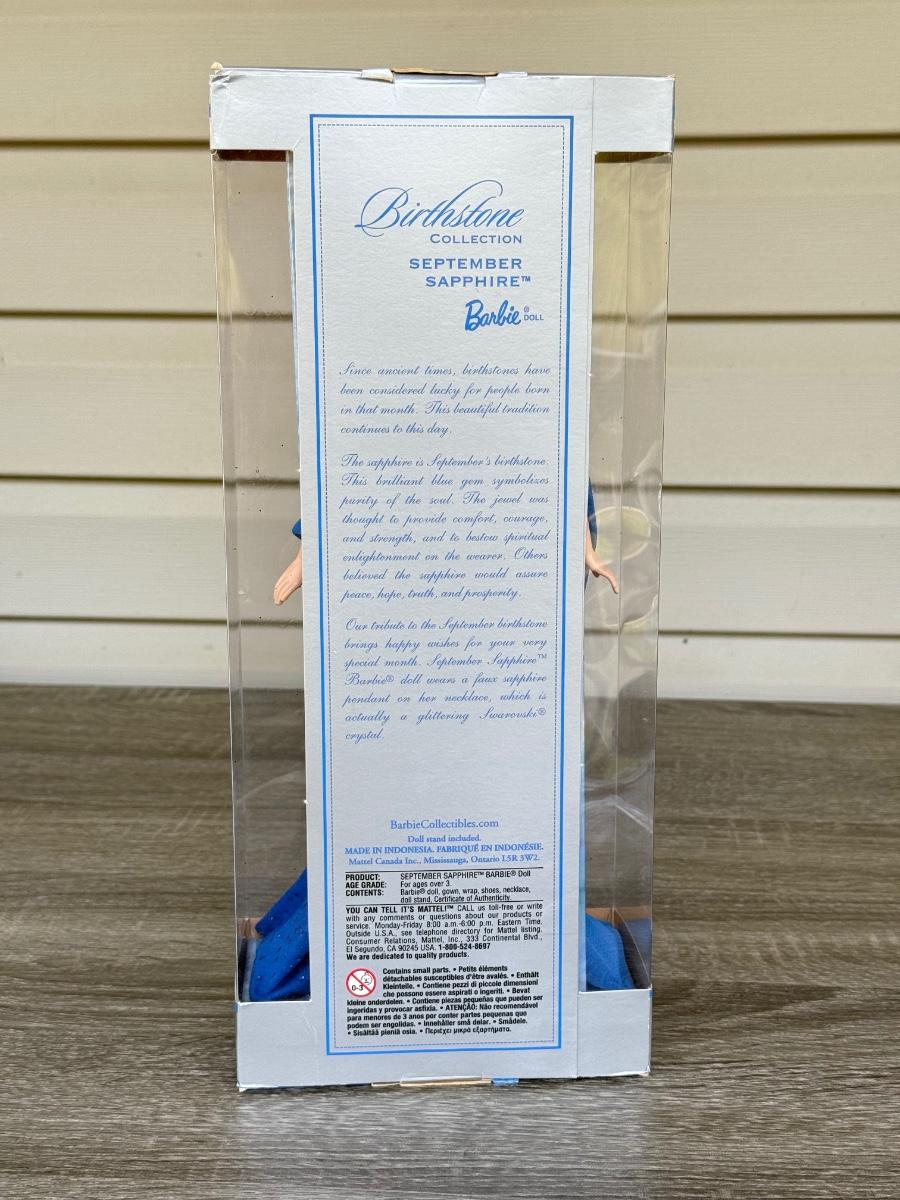 Birthstone
COLLECTION
SEPTEMBER
SAPPHIRE™
Barbie® DOLL
Since ancient times, birthstones have
been considered lucky for people born
in that month. This beautiful tradition
continues to this day.
The sapphire is September's birthstone.
This brilliant blue gem symbolizes
purity of the soul. The jewel was
thought to provide comfort, courage,
and strength, and to bestow spiritual
enlightenment on the wearer. Others
believed the sapphire would assure
peace, hope, truth, and prosperity.
Our tribute to the September birthstone
brings happy wishes for your very
special month. September Sapphire™
Barbie® doll wears a faux sapphire
pendant on her necklace, which is
actually a glittering Swarovski®
crystal.
BarbieCollectibles.com
Doll stand included.
MADE IN INDONESIA. FABRIQUÉ EN INDONÉSIE.
Mattel Canada Inc., Mississauga, Ontario L5R 3W2.
PRODUCT: SEPTEMBER SAPPHIRE™ BARBIE® Doll
AGE GRADE: For ages over 3.
CONTENTS: Barbie® doll, gown, wrap, shoes, necklace,
doll stand, Certificate of Authenticity.
YOU CAN TELL IT'S MATTEL!™ CALL us toll-free or write
with any comments or questions about our products or
service. Monday-Friday 8:00 a.m.-6:00 p.m. Eastern Time.
Outside U.S.A., see telephone directory for Mattel listing.
Consumer Relations, Mattel, Inc., 333 Continental Blvd.,
El Segundo, CA 90245 USA. 1-800-524-8697
We are dedicated to quality products.
0-3
Contains small parts. • Petits éléments
détachables susceptibles d'être avalés. • Enthält
Kleinteile. • Contiene pezzi di piccole dimensioni
che possono essere aspirati o ingeriti. • Bevat
kleine onderdelen. • Contiene piezas pequeñas que pueden ser
ingeridas y provocar asfixia. • ATENÇÃO: Não recomendável
para menores de 3 anos por conter partes pequenas que
podem ser engolidas. • Innehåller små delar. • Smådele.
• Sisältää pieniä osia. • Περιέχει μικρά εξαρτήματα.